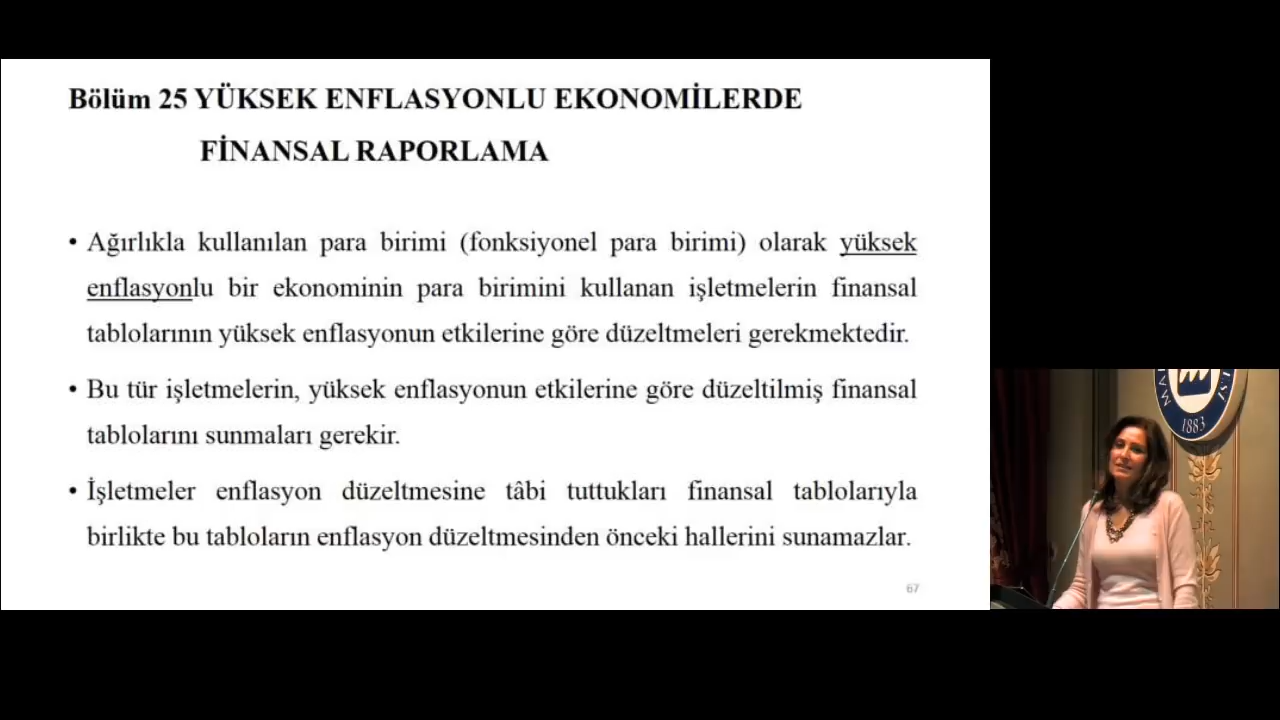 Bölüm 25 YÜKSEK ENFLASYONLU EKONOMİLERDE
FİNANSAL RAPORLAMA
• Ağırlıkla kullanılan para birimi (fonksiyonel para birimi) olarak yüksek
enflasyonlu bir ekonominin para birimini kullanan işletmelerin finansal
tablolarının yüksek enflasyonun etkilerine göre düzeltmeleri gerekmektedir.
• Bu tür işletmelerin, yüksek enflasyonun etkilerine göre düzeltilmiş finansal
tablolarını sunmaları gerekir.
• İşletmeler enflasyon düzeltmesine tâbi tuttukları finansal tablolarıyla
birlikte bu tabloların enflasyon düzeltmesinden önceki hallerini sunamazlar.
67
1883